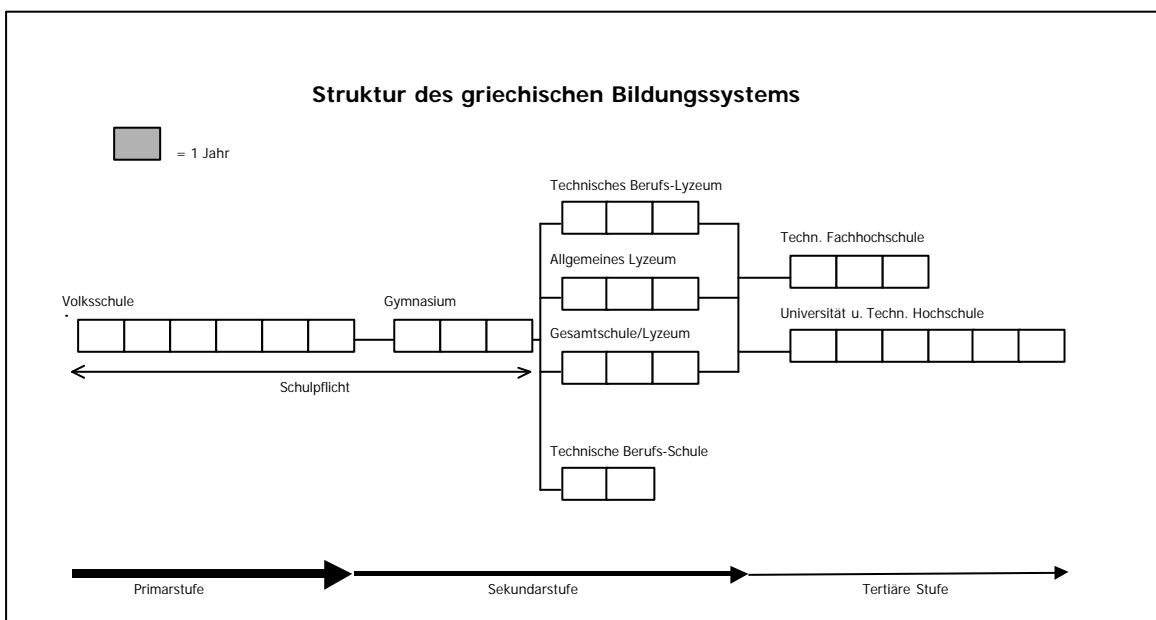 Struktur des griechischen Bildungssystems
= 1 Jahr
Technisches Berufs-Lyzeum
Techn. Fachhochschule
Allgemeines Lyzeum
Volksschule
Gymnasium
Universität u. Techn. Hochschule
Gesamtschule/Lyzeum
Schulpflicht
Technische Berufs-Schule
Primarstufe
Sekundarstufe
Tertiäre Stufe